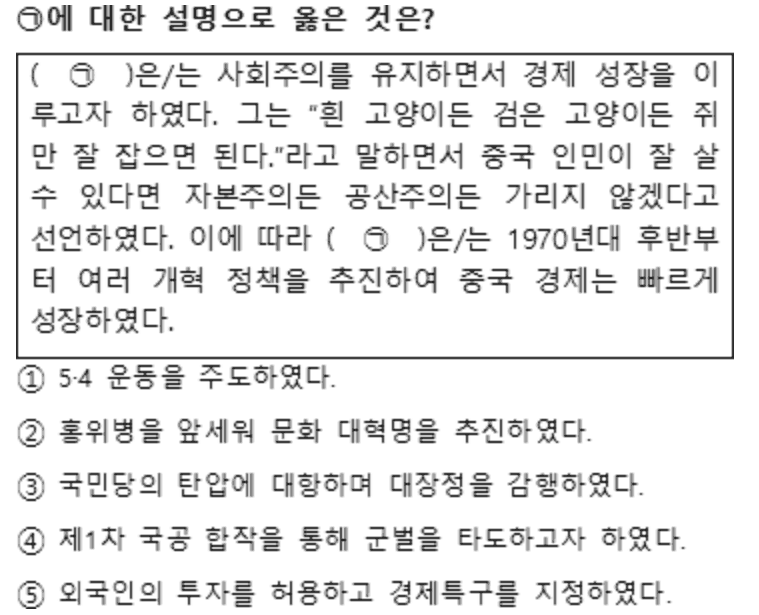 ㉠에 대한 설명으로 옳은 것은?
( ㉠ )은/는 사회주의를 유지하면서 경제 성장을 이
루고자 하였다. 그는 “흰 고양이든 검은 고양이든 쥐
만 잘 잡으면 된다.”라고 말하면서 중국 인민이 잘 살
수 있다면 자본주의든 공산주의든 가리지 않겠다고
선언하였다. 이에 따라 ( ㉠ )은/는 1970년대 후반부
터 여러 개혁 정책을 추진하여 중국 경제는 빠르게
성장하였다.
① 5·4 운동을 주도하였다.
② 홍위병을 앞세워 문화 대혁명을 추진하였다.
③ 국민당의 탄압에 대항하며 대장정을 감행하였다.
④ 제1차 국공 합작을 통해 군벌을 타도하고자 하였다.
⑤ 외국인의 투자를 허용하고 경제특구를 지정하였다.